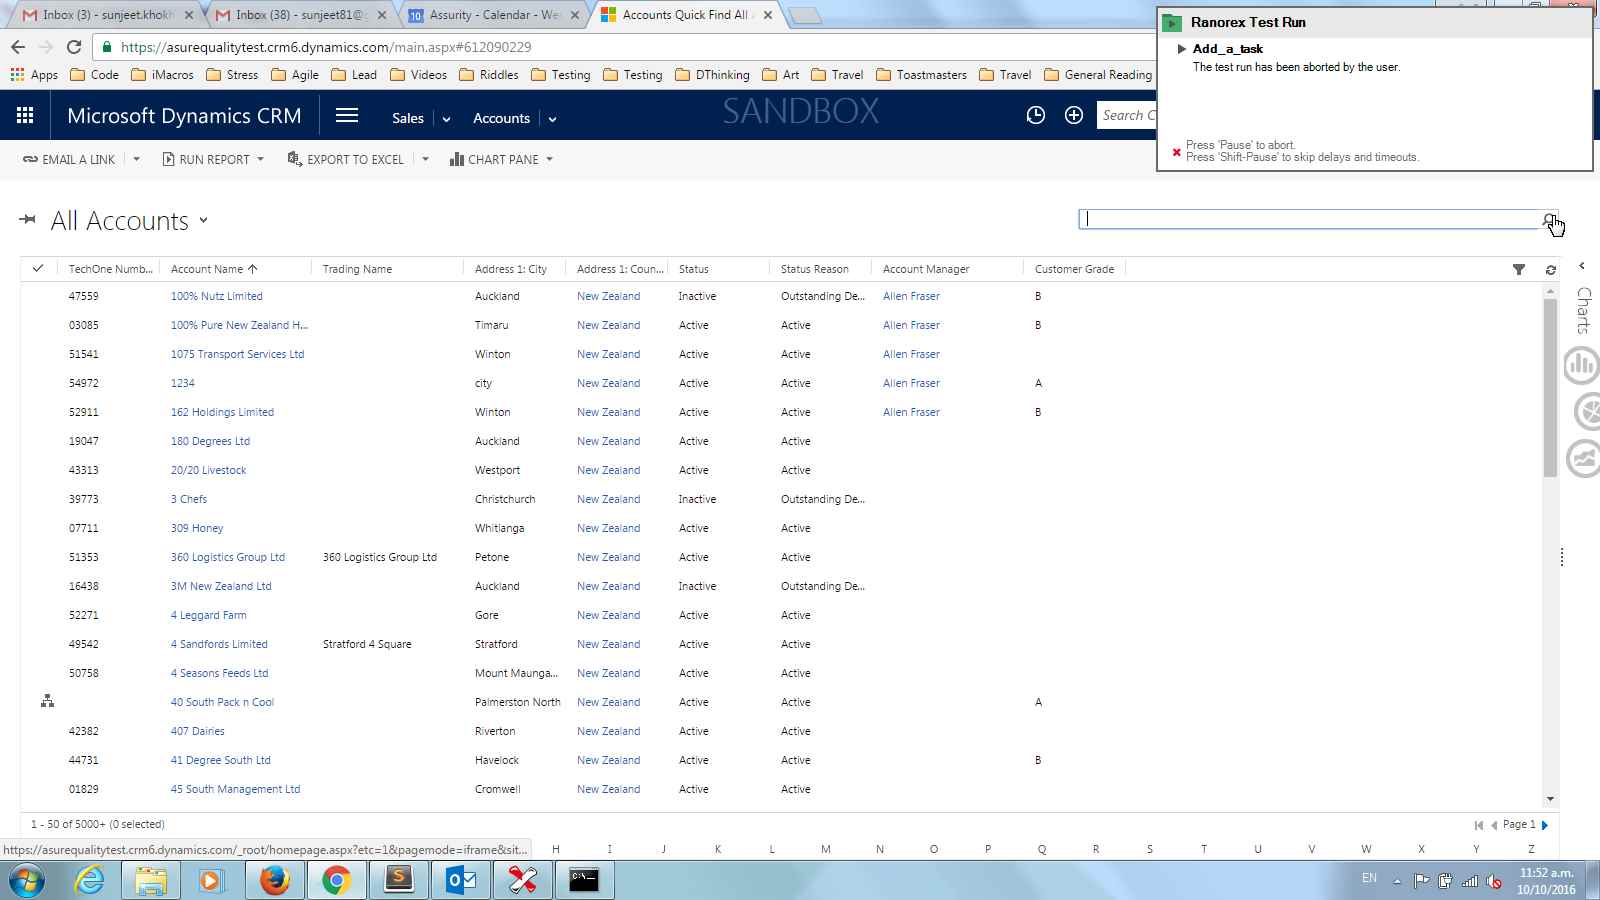 Inbox (3) - sunjeet.khokh
Inbox (38) - sunjeet81@g
10 Assurity - Calendar - We
Accounts Quick Find All
https://asurequalitytest.crm6.dynamics.com/main.aspx#612090229
Apps Code iMacros Stress Agile Lead Videos Riddles Testing Testing DThinking Art Travel Toastmasters Travel General Reading
Ranorex Test Run
Add_a_task
The test run has been aborted by the user.
Press 'Pause' to abort.
Press 'Shift-Pause' to skip delays and timeouts.
Microsoft Dynamics CRM Sales Accounts SANDBOX Search C
EMAIL A LINK RUN REPORT EXPORT TO EXCEL CHART PANE
All Accounts
TechOne Numb... Account Name Trading Name Address 1: City Address 1: Coun... Status Status Reason Account Manager Customer Grade
47559 100% Nutz Limited Auckland New Zealand Inactive Outstanding De... Allen Fraser B
03085 100% Pure New Zealand H... Timaru New Zealand Active Active Allen Fraser B
51541 1075 Transport Services Ltd Winton New Zealand Active Active Allen Fraser
54972 1234 city New Zealand Active Active Allen Fraser A
52911 162 Holdings Limited Winton New Zealand Active Active Allen Fraser B
19047 180 Degrees Ltd Auckland New Zealand Active Active
43313 20/20 Livestock Westport New Zealand Active Active
39773 3 Chefs Christchurch New Zealand Inactive Outstanding De...
07711 309 Honey Whitianga New Zealand Active Active
51353 360 Logistics Group Ltd 360 Logistics Group Ltd Petone New Zealand Active Active
16438 3M New Zealand Ltd Auckland New Zealand Inactive Outstanding De...
52271 4 Leggard Farm Gore New Zealand Active Active
49542 4 Sandfords Limited Stratford 4 Square Stratford New Zealand Active Active
50758 4 Seasons Feeds Ltd Mount Maunga... New Zealand Active Active
40 South Pack n Cool Palmerston North New Zealand Active Active A
42382 407 Dairies Riverton New Zealand Active Active
44731 41 Degree South Ltd Havelock New Zealand Active Active B
01829 45 South Management Ltd Cromwell New Zealand Active Active
Charts
1 - 50 of 5000+ (0 selected) Page 1
https://asurequalitytest.crm6.dynamics.com/_root/homepage.aspx?etc=1&pagemode=iframe&sit... H I J K L M N O P Q R S T U V W X Y Z
EN
11:52 a.m.
10/10/2016